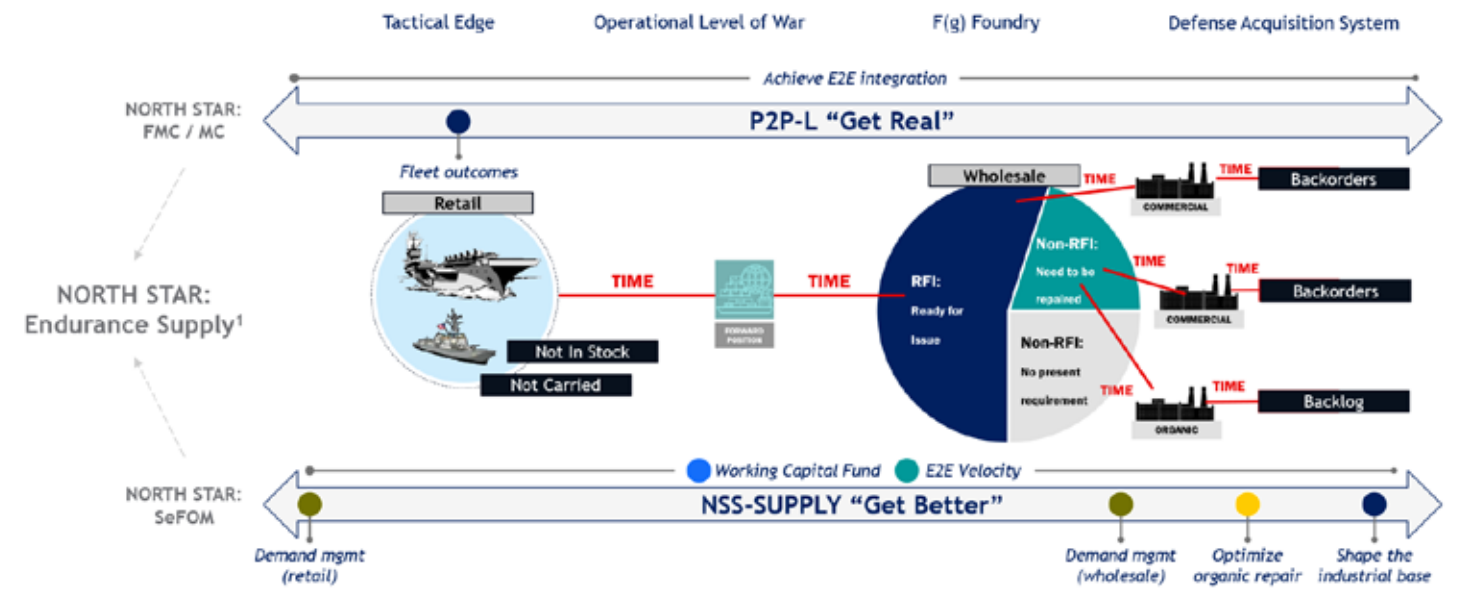 Tactical Edge
Operational Level of War
F(g) Foundry
Defense Acquisition System
Achieve E2E integration
NORTH STAR:
FMC / MC
P2P-L “Get Real”
Fleet outcomes
Retail
Wholesale
TIME
COMMERCIAL
TIME
Backorders
NORTH STAR:
Endurance Supply¹
TIME
FORWARD
POSITION
TIME
RFI:
Ready for
Issue
Non-RFI:
Need to be
repaired
TIME
COMMERCIAL
TIME
Backorders
Not In Stock
Not Carried
Non-RFI:
No present
requirement
TIME
ORGANIC
TIME
Backlog
Working Capital Fund
E2E Velocity
NORTH STAR:
SeFOM
NSS-SUPPLY “Get Better”
Demand mgmt
(retail)
Demand mgmt
(wholesale)
Optimize
organic repair
Shape the
industrial base